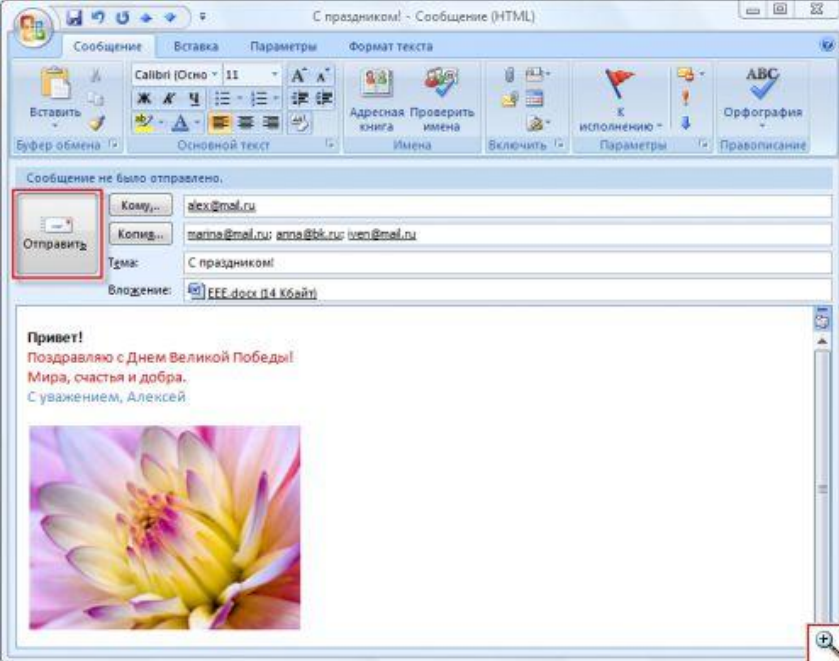 С праздником! - Сообщение (HTML)
Сообщение Вставка Параметры Формат текста
Calibri (Осно 11
Ж К Ч
Вставить
Адресная книга
Проверить имена
К исполнению
ABC
Орфография
Буфер обмена Основной текст Имена Включить Параметры Правописание
Сообщение не было отправлено.
Отправить
Кому... alex@mail.ru
Копия... marina@mail.ru; anna@bk.ru; iven@mail.ru
Тема: С праздником!
Вложение: EEE.docx (14 Кбайт)
Привет!
Поздравляю с Днем Великой Победы!
Мира, счастья и добра.
С уважением, Алексей